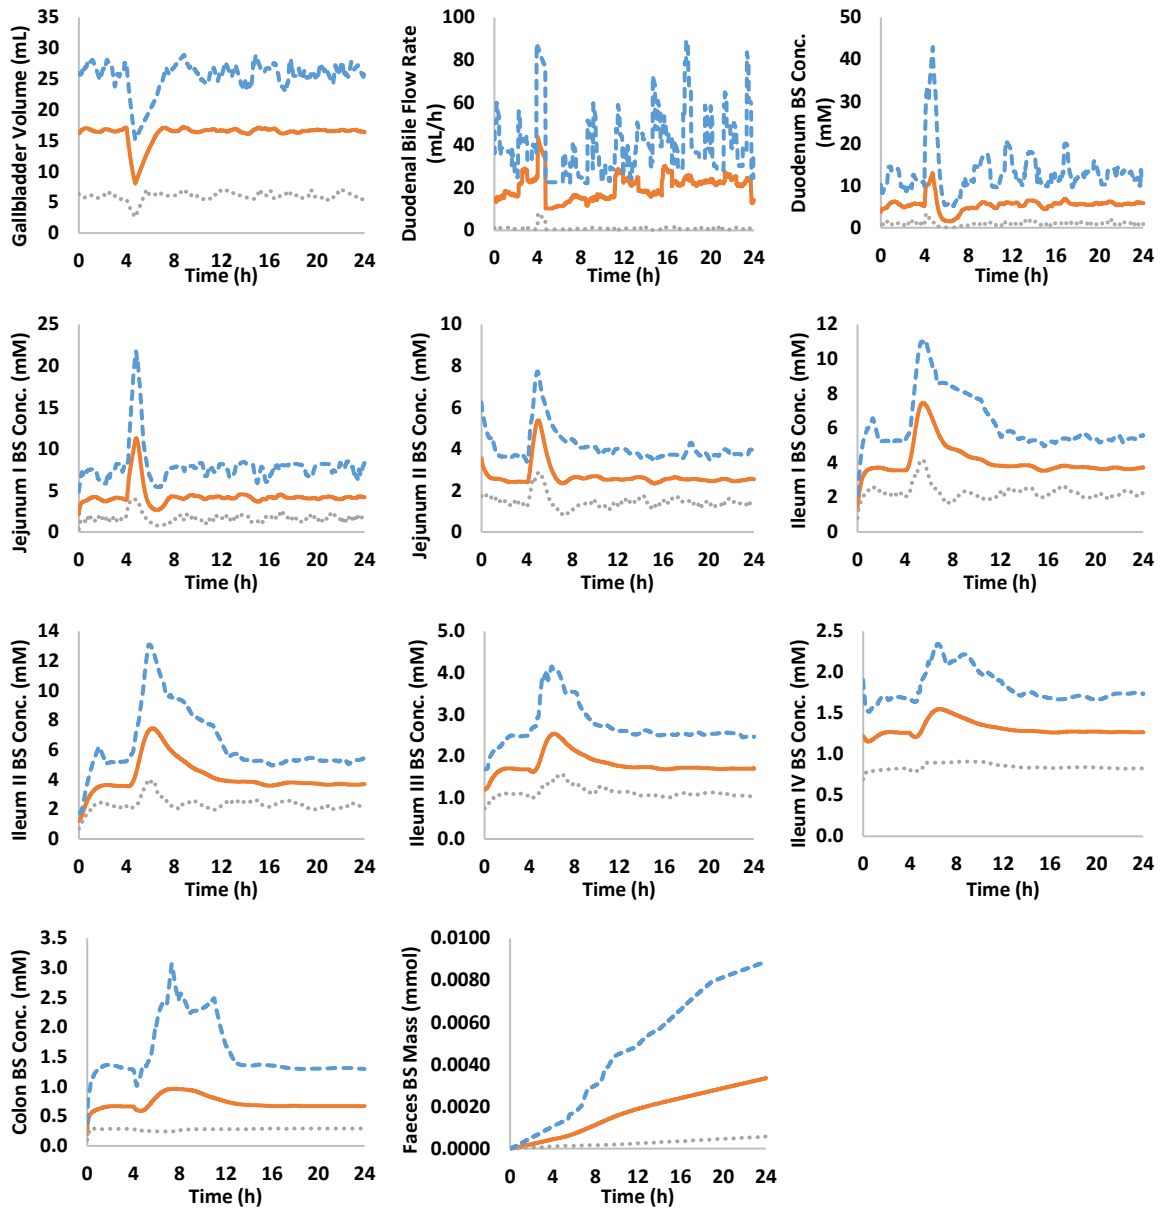 Gallbladder Volume (mL)
35
30
25
20
15
10
5
0
0 4 8 12 16 20 24
Time (h)
Duodenal Bile Flow Rate
(mL/h)
100
80
60
40
20
0
0 4 8 12 16 20 24
Time (h)
Duodenum BS Conc.
(mM)
50
40
30
20
10
0
0 4 8 12 16 20 24
Time (h)
Jejunum I BS Conc. (mM)
25
20
15
10
5
0
0 4 8 12 16 20 24
Time (h)
Jejunum II BS Conc. (mM)
10
8
6
4
2
0
0 4 8 12 16 20 24
Time (h)
Ileum I BS Conc. (mM)
12
10
8
6
4
2
0
0 4 8 12 16 20 24
Time (h)
Ileum II BS Conc. (mM)
14
12
10
8
6
4
2
0
0 4 8 12 16 20 24
Time (h)
Ileum III BS Conc. (mM)
5.0
4.0
3.0
2.0
1.0
0.0
0 4 8 12 16 20 24
Time (h)
Ileum IV BS Conc. (mM)
2.5
2.0
1.5
1.0
0.5
0.0
0 4 8 12 16 20 24
Time (h)
Colon BS Conc. (mM)
3.5
3.0
2.5
2.0
1.5
1.0
0.5
0.0
0 4 8 12 16 20 24
Time (h)
Faeces BS Mass (mmol)
0.0100
0.0080
0.0060
0.0040
0.0020
0.0000
0 4 8 12 16 20 24
Time (h)